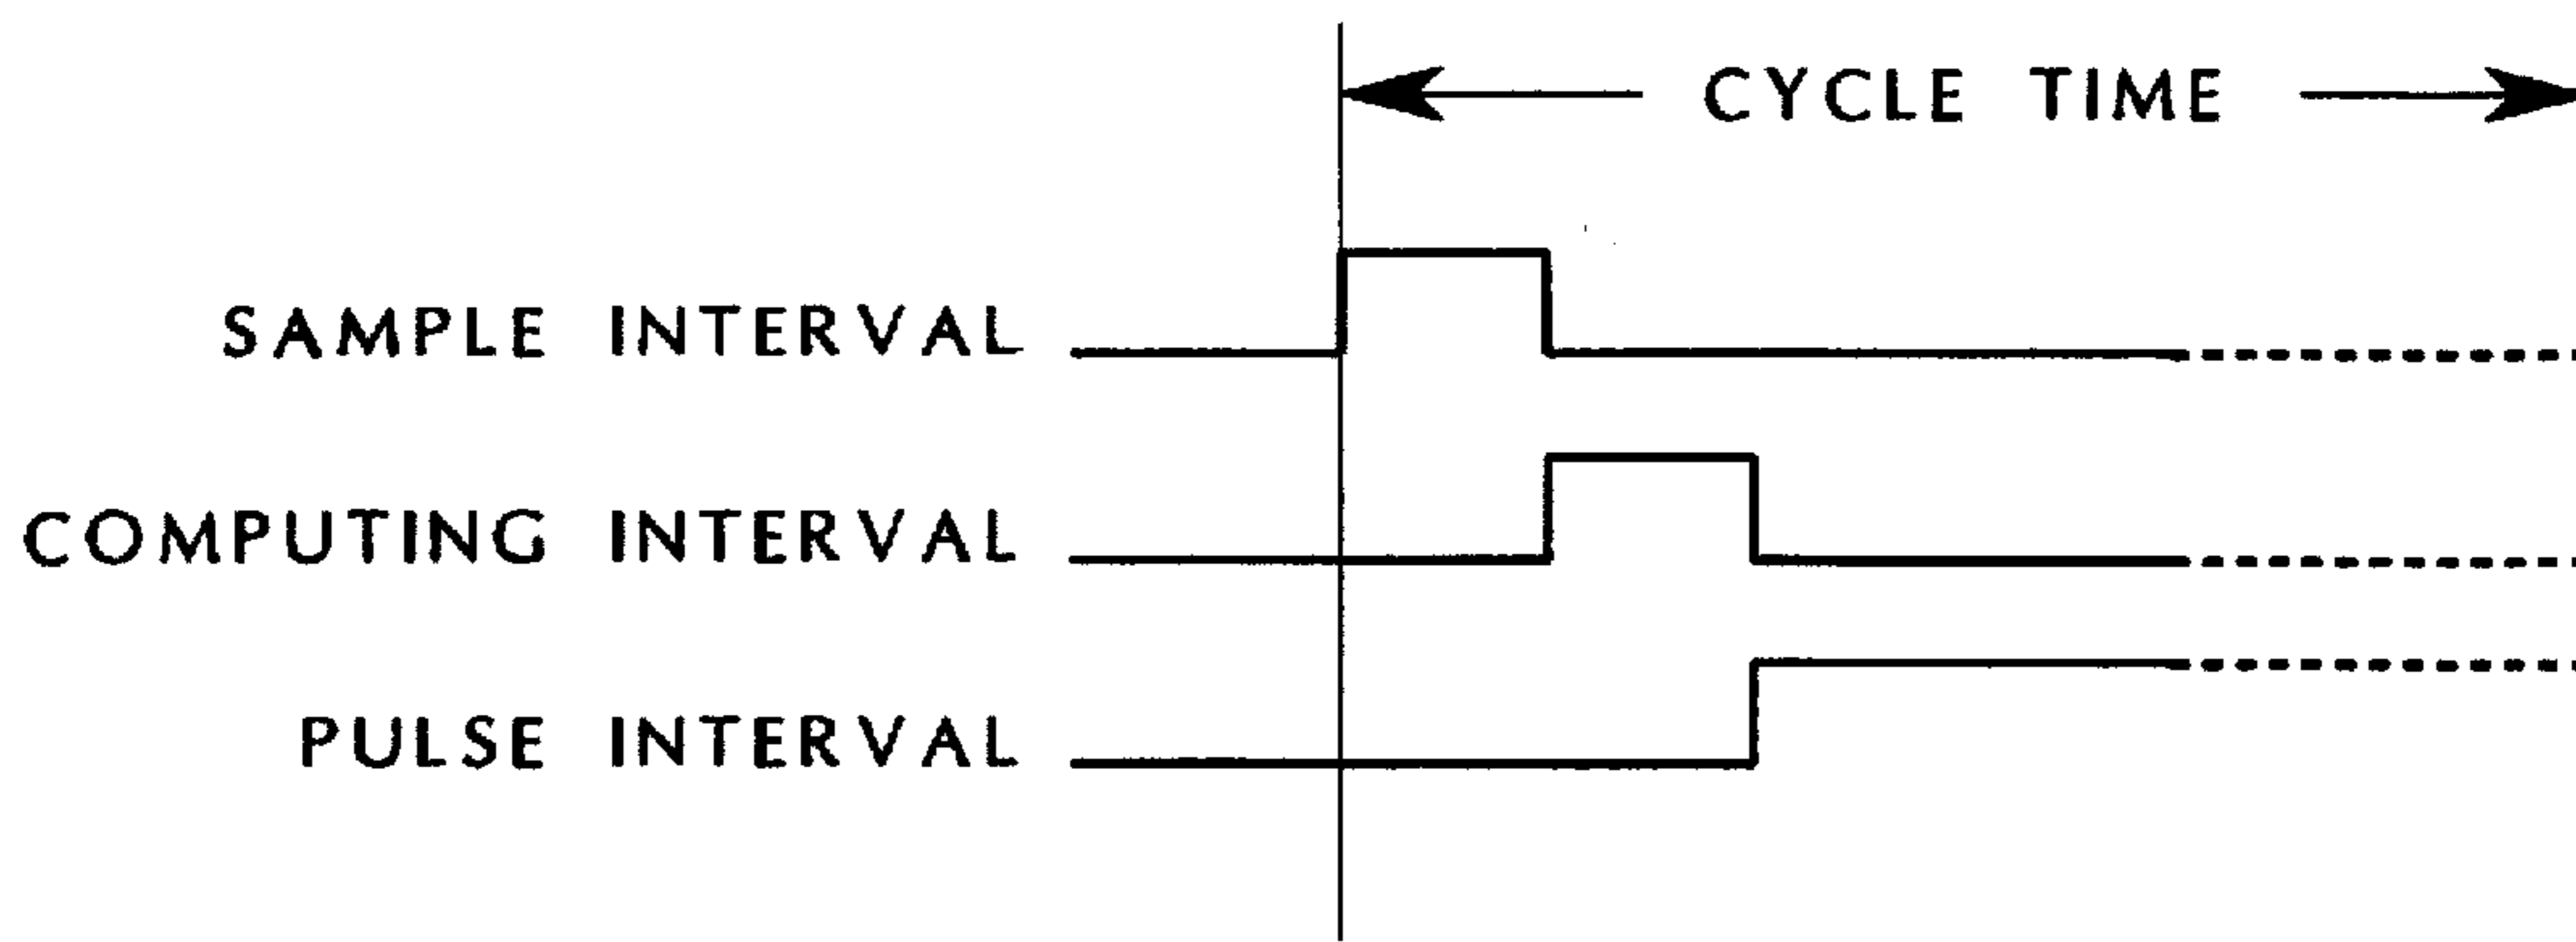 CYCLE TIME
SAMPLE INTERVAL
COMPUTING INTERVAL
PULSE INTERVAL